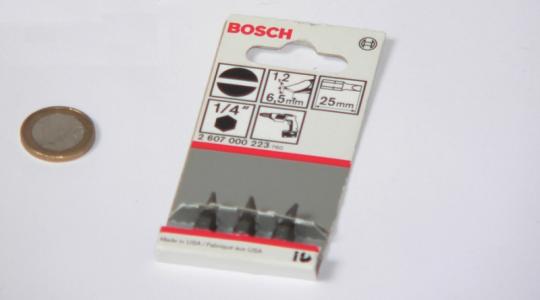 BOSCH
1,2
6,5mm
25mm
1/4"
2 607 000 223
Made in USA / Fabriqué aux USA